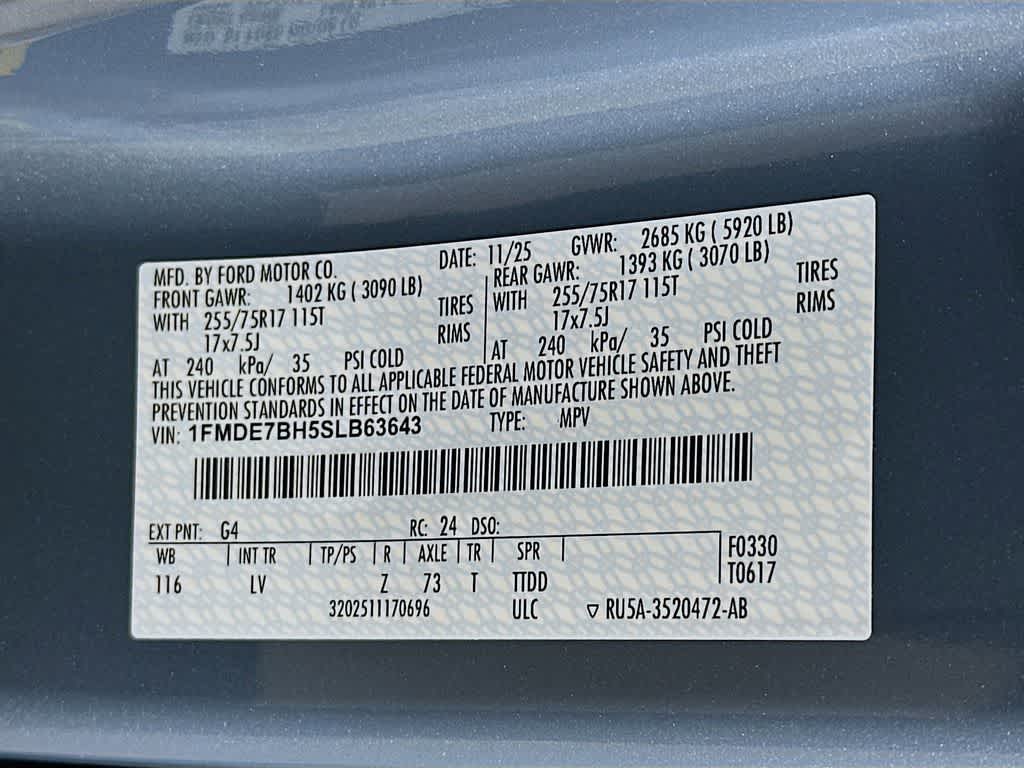 MFD. BY FORD MOTOR CO. DATE: 11/25 GVWR: 2685 KG ( 5920 LB)
FRONT GAWR: 1402 KG ( 3090 LB) REAR GAWR: 1393 KG ( 3070 LB)
WITH 255/75R17 115T TIRES WITH 255/75R17 115T TIRES
17x7.5J RIMS 17x7.5J RIMS
AT 240 kPa/ 35 PSI COLD AT 240 kPa/ 35 PSI COLD
THIS VEHICLE CONFORMS TO ALL APPLICABLE FEDERAL MOTOR VEHICLE SAFETY AND THEFT
PREVENTION STANDARDS IN EFFECT ON THE DATE OF MANUFACTURE SHOWN ABOVE.
VIN: 1FMDE7BH5SLB63643 TYPE: MPV
EXT PNT: G4 RC: 24 DSO:
WB INT TR TP/PS R AXLE TR SPR F0330
116 LV Z 73 T TTDD T0617
3202511170696 ULC ▽ RU5A-3520472-AB